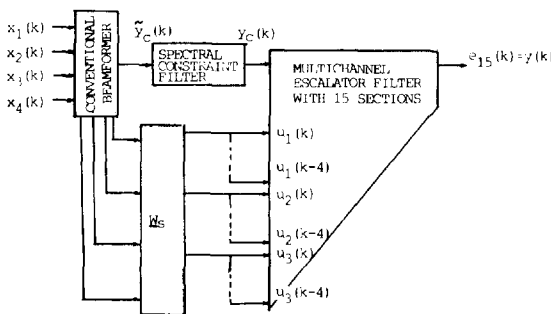 x₁(k)
x₂(k)
x₃(k)
x₄(k)
CONVENTIONAL
BEAMFORMER
ỹ_C(k)
SPECTRAL
CONSTRAINT
FILTER
y_C(k)
MULTICHANNEL
ESCALATOR FILTER
WITH 15 SECTIONS
e₁₅(k)=y(k)
W_S
u₁(k)
u₁(k-4)
u₂(k)
u₂(k-4)
u₃(k)
u₃(k-4)